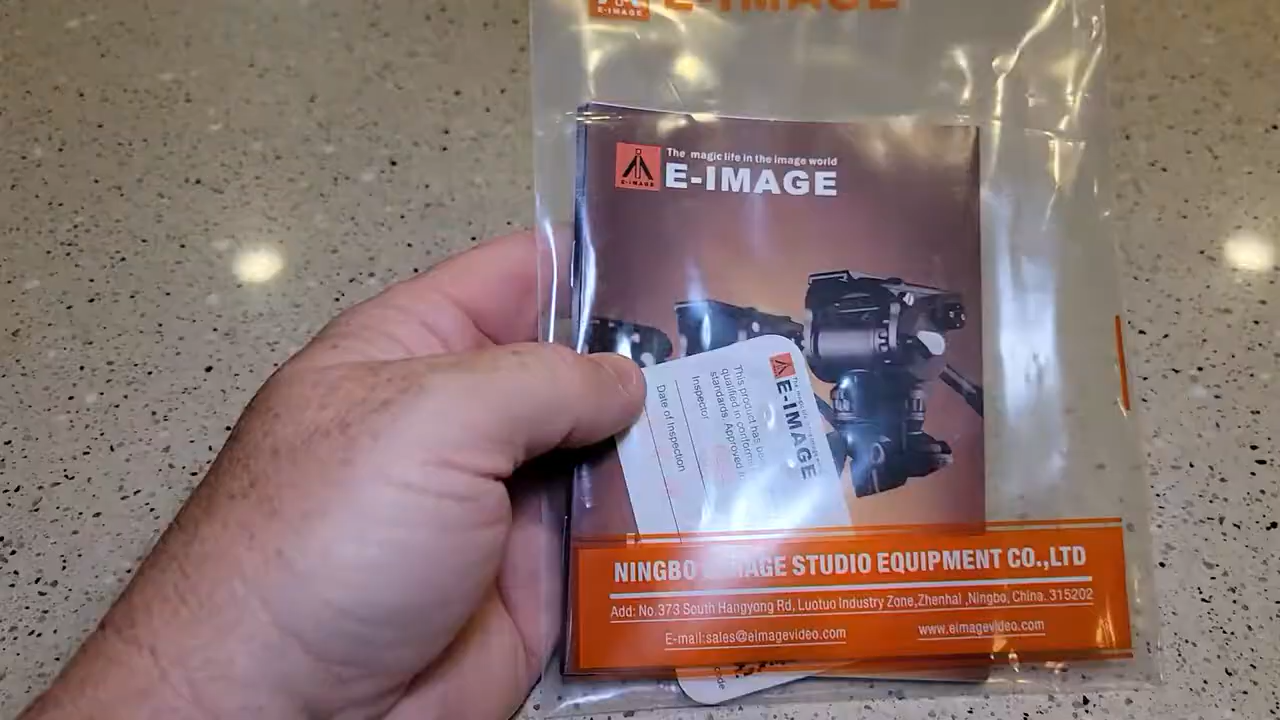 E-IMAGE
E-IMAGE
The magic life in the image world
E-IMAGE
E-IMAGE
E-IMAGE
This product has
qualified in
standards. Approved
Inspector
Date of Inspection
NINGBO IMAGE STUDIO EQUIPMENT CO.,LTD
Add: No.373 South Hangyong Rd, Luotuo Industry Zone,Zhenhai ,Ningbo, China. 315202
E-mail:sales@eimagevideo.com
www.eimagevideo.com